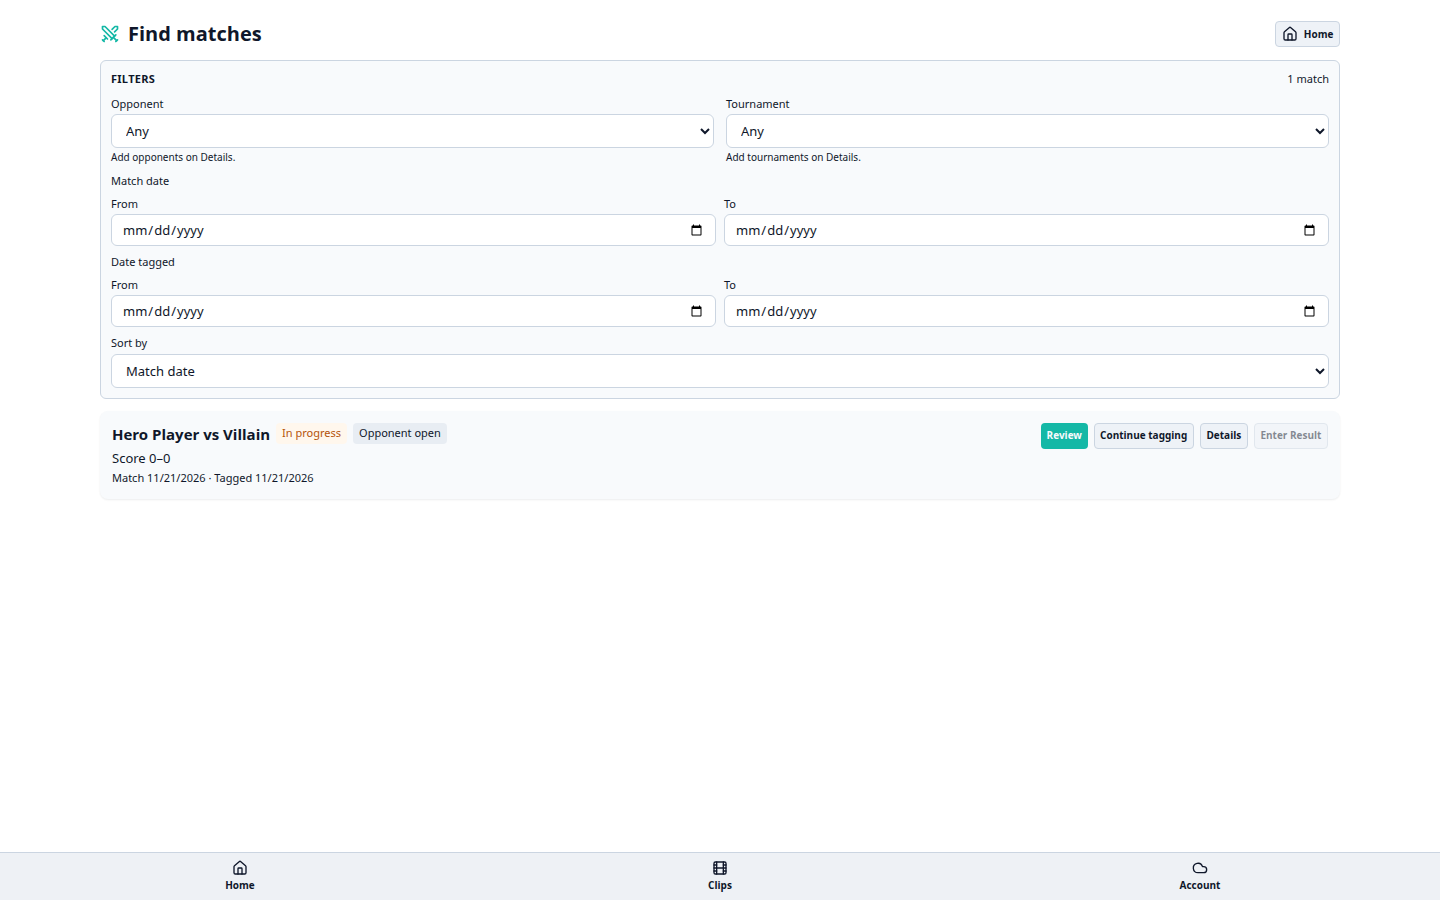 Find matches
Home
FILTERS
1 match
Opponent
Tournament
Any
Any
Add opponents on Details.
Add tournaments on Details.
Match date
From
To
mm/dd/yyyy
mm/dd/yyyy
Date tagged
From
To
mm/dd/yyyy
mm/dd/yyyy
Sort by
Match date
Hero Player vs Villain In progress Opponent open
Review Continue tagging Details Enter Result
Score 0–0
Match 11/21/2026 · Tagged 11/21/2026
Home
Clips
Account